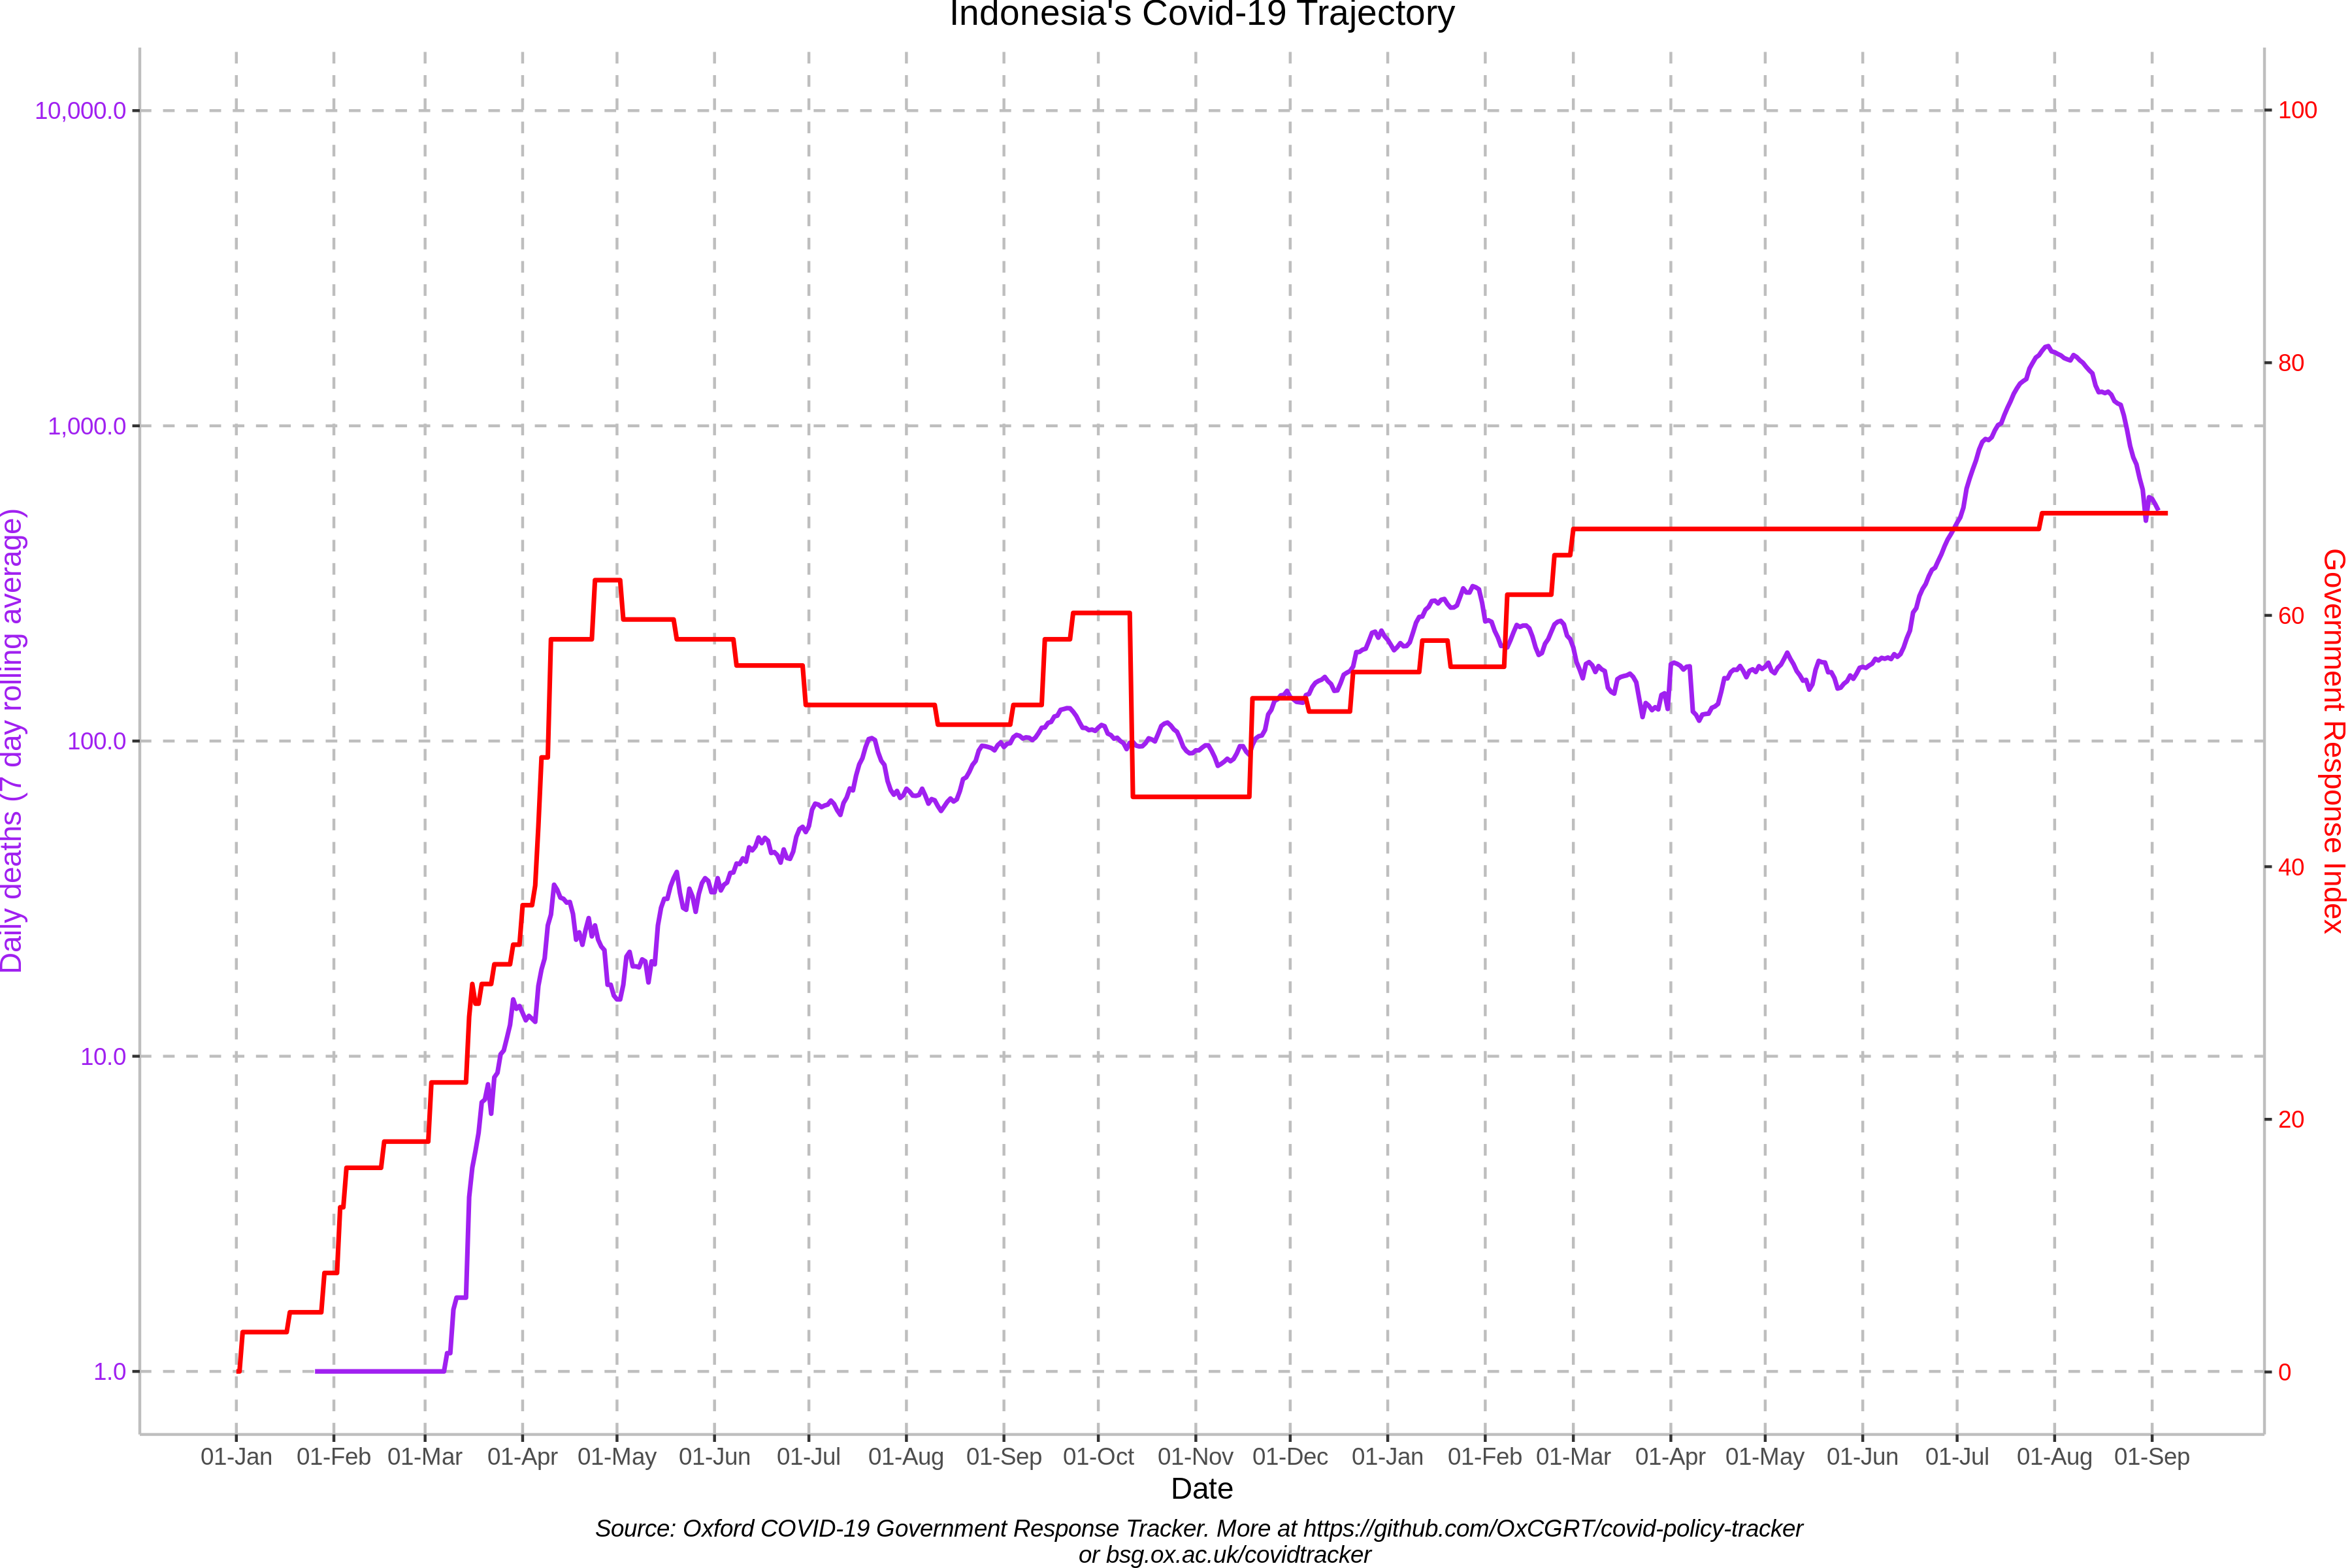 Indonesia's Covid-19 Trajectory
10,000.0
1,000.0
100.0
10.0
1.0
Daily deaths (7 day rolling average)
100
80
60
40
20
0
Government Response Index
01-Jan 01-Feb 01-Mar 01-Apr 01-May 01-Jun 01-Jul 01-Aug 01-Sep 01-Oct 01-Nov 01-Dec 01-Jan 01-Feb 01-Mar 01-Apr 01-May 01-Jun 01-Jul 01-Aug 01-Sep
Date
Source: Oxford COVID-19 Government Response Tracker. More at https://github.com/OxCGRT/covid-policy-tracker
or bsg.ox.ac.uk/covidtracker